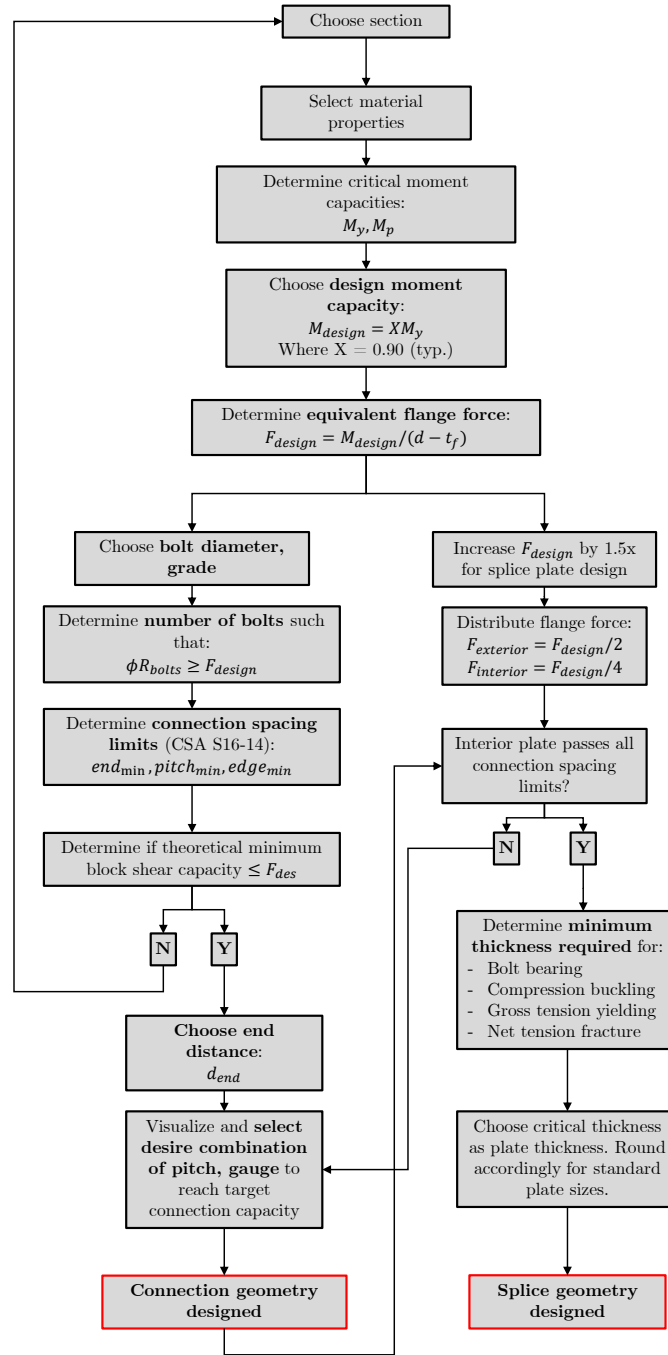 Choose section
Select material
properties
Determine critical moment
capacities:
M_y, M_p
Choose design moment
capacity:
M_design = XM_y
Where X = 0.90 (typ.)
Determine equivalent flange force:
F_design = M_design/(d − t_f)
Choose bolt diameter,
grade
Determine number of bolts such
that:
ϕR_bolts ≥ F_design
Determine connection spacing
limits (CSA S16-14):
end_min, pitch_min, edge_min
Determine if theoretical minimum
block shear capacity ≤ F_des
N
Y
Choose end
distance:
d_end
Visualize and select
desire combination
of pitch, gauge to
reach target
connection capacity
Connection geometry
designed
Increase F_design by 1.5x
for splice plate design
Distribute flange force:
F_exterior = F_design/2
F_interior = F_design/4
Interior plate passes all
connection spacing
limits?
N
Y
Determine minimum
thickness required for:
- Bolt bearing
- Compression buckling
- Gross tension yielding
- Net tension fracture
Choose critical thickness
as plate thickness. Round
accordingly for standard
plate sizes.
Splice geometry
designed